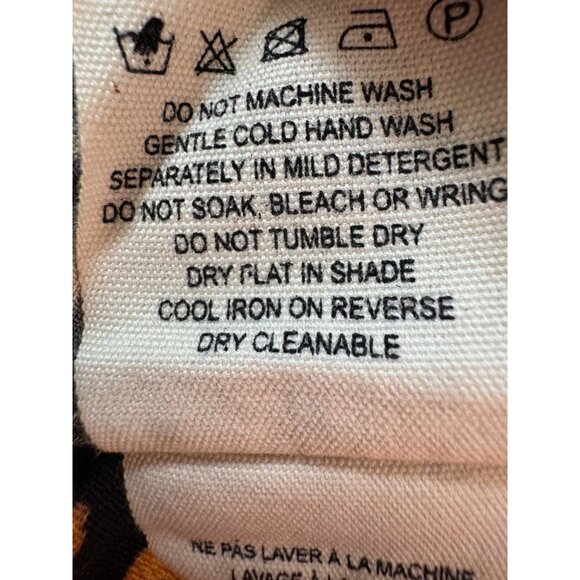 P
DO NOT MACHINE WASH
GENTLE COLD HAND WASH
SEPARATELY IN MILD DETERGENT
DO NOT SOAK, BLEACH OR WRING
DO NOT TUMBLE DRY
DRY FLAT IN SHADE
COOL IRON ON REVERSE
DRY CLEANABLE
NE PAS LAVER À LA MACHINE
LAVAGE À